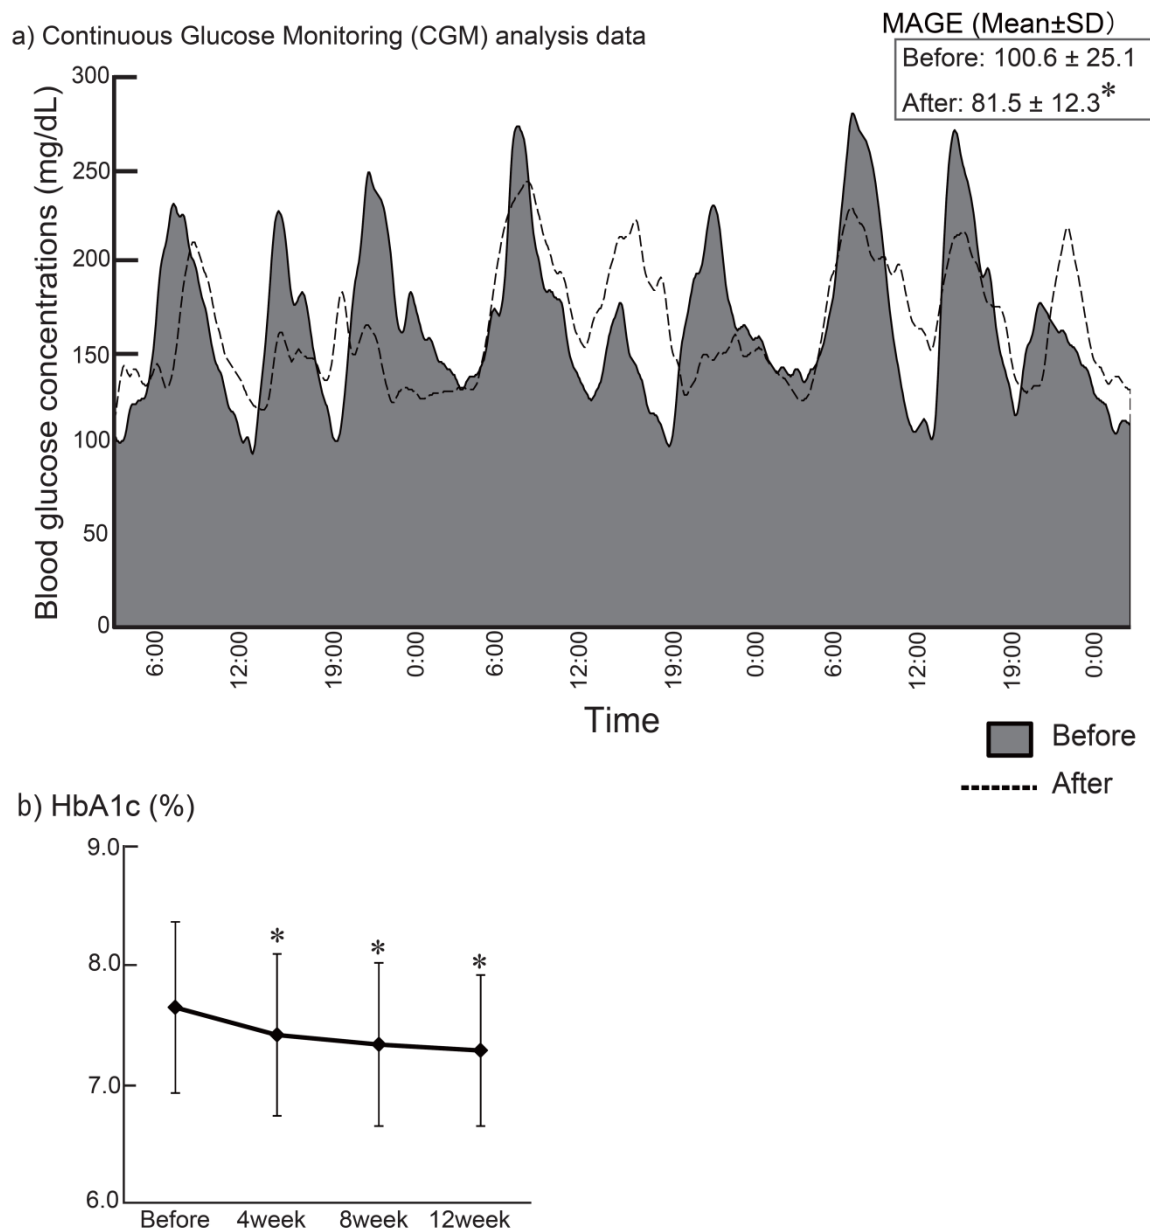 a) Continuous Glucose Monitoring (CGM) analysis data
MAGE (Mean±SD)
Before: 100.6 ± 25.1
After: 81.5 ± 12.3*
Blood glucose concentrations (mg/dL)
300
250
200
150
100
50
0
6:00
12:00
19:00
0:00
6:00
12:00
19:00
0:00
6:00
12:00
19:00
0:00
Time
Before
After
b) HbA1c (%)
9.0
8.0
7.0
6.0
*
*
*
Before
4week
8week
12week